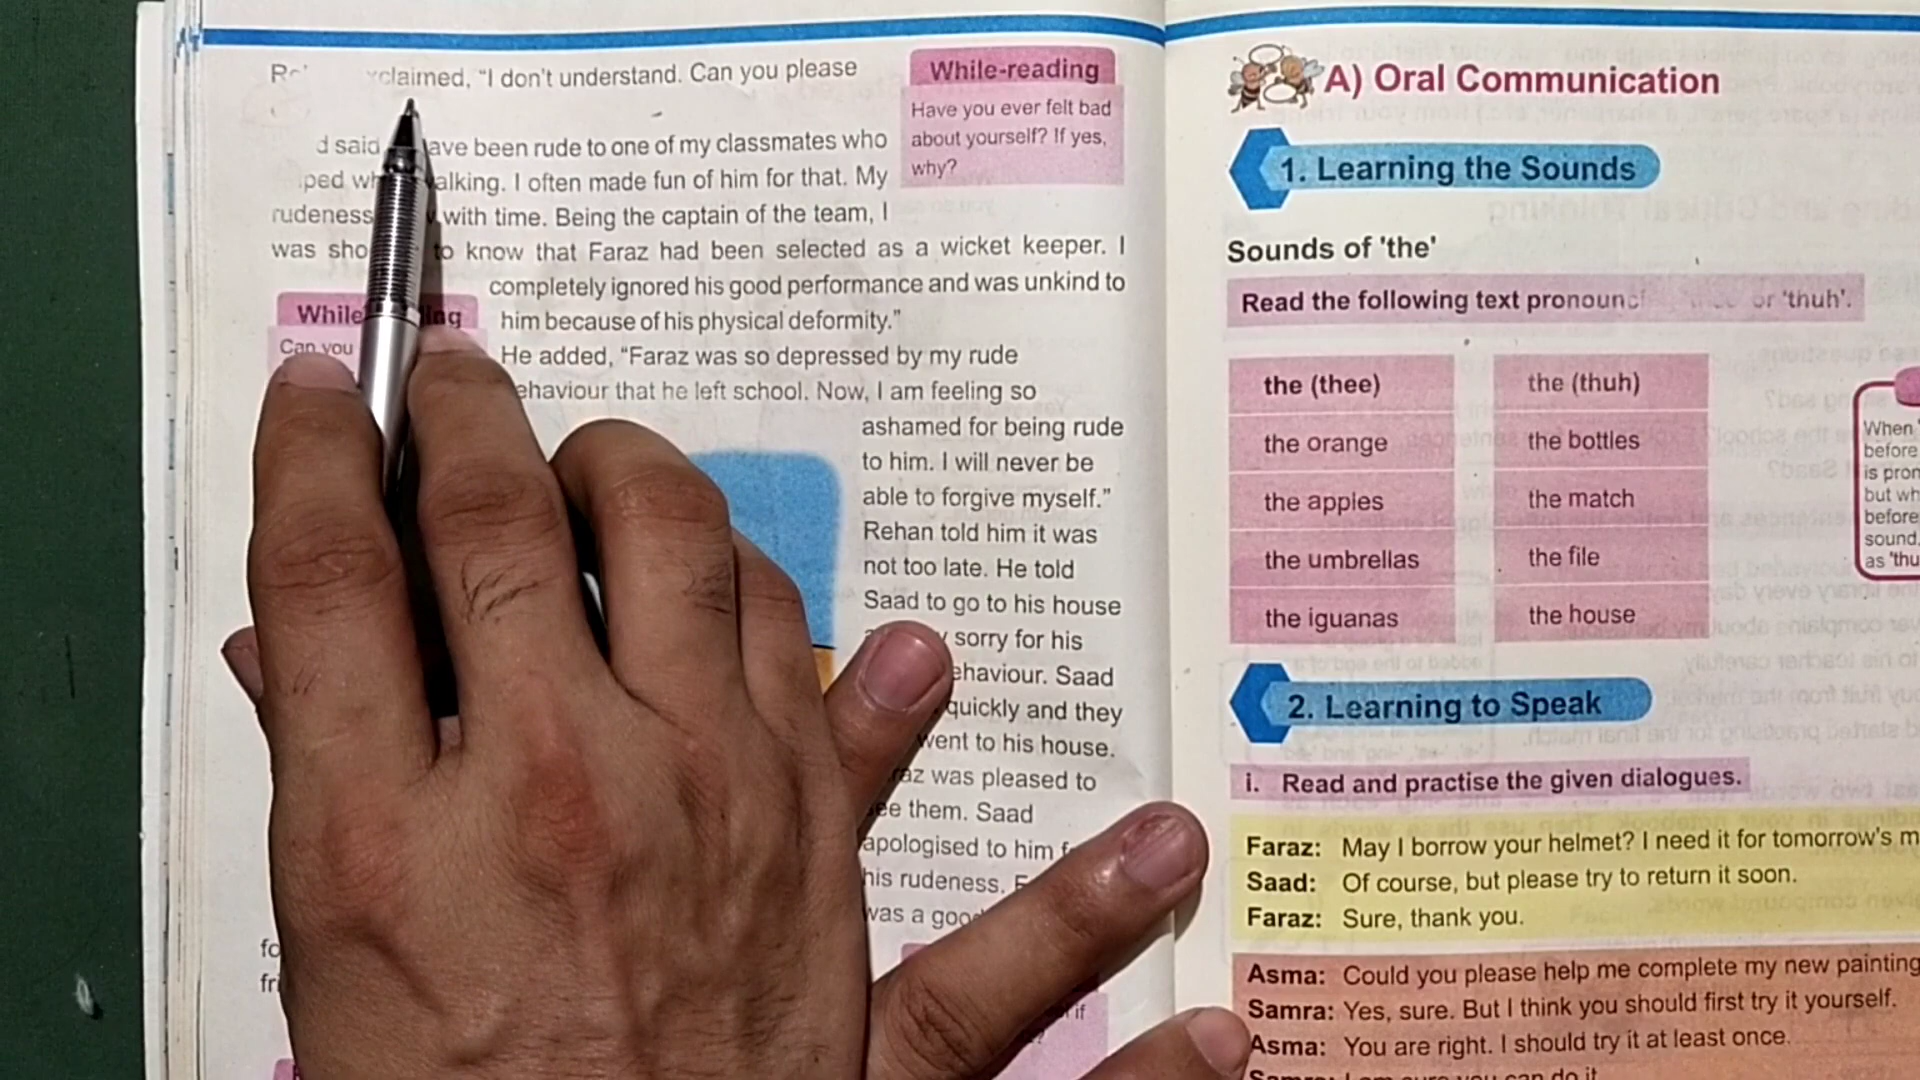 claimed, “I don't understand. Can you please
said ave been rude to one of my classmates who
alking. I often made fun of him for that. My
rudeness with time. Being the captain of the team, I
was sho to know that Faraz had been selected as a wicket keeper. I
completely ignored his good performance and was unkind to
him because of his physical deformity.”
He added, “Faraz was so depressed by my rude
ehaviour that he left school. Now, I am feeling so
ashamed for being rude
to him. I will never be
able to forgive myself.”
Rehan told him it was
not too late. He told
Saad to go to his house
sorry for his
ehaviour. Saad
quickly and they
went to his house.
az was pleased to
ee them. Saad
apologised to him
his rudeness.
was a goo
fo
fri
While-reading
Have you ever felt bad
about yourself? If yes,
why?
While ing
Can you
if
A) Oral Communication
1. Learning the Sounds
Sounds of 'the'
Read the following text pronounc or 'thuh'.
the (thee) the (thuh)
the orange the bottles
the apples the match
the umbrellas the file
the iguanas the house
When
before
is pron
but wh
before
sound,
as 'thu
2. Learning to Speak
i. Read and practise the given dialogues.
Faraz: May I borrow your helmet? I need it for tomorrow's m
Saad: Of course, but please try to return it soon.
Faraz: Sure, thank you.
Asma: Could you please help me complete my new painting
Samra: Yes, sure. But I think you should first try it yourself.
Asma: You are right. I should try it at least once.